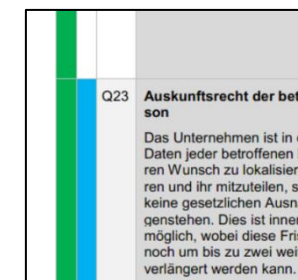 Q23 Auskunftsrecht der bet
son
Das Unternehmen ist in
Daten jeder betroffenen
ren Wunsch zu lokalisier
ren und ihr mitzuteilen, s
keine gesetzlichen Ausn
genstehen. Dies ist inner
möglich, wobei diese Fris
noch um bis zu zwei wei
verlängert werden kann.